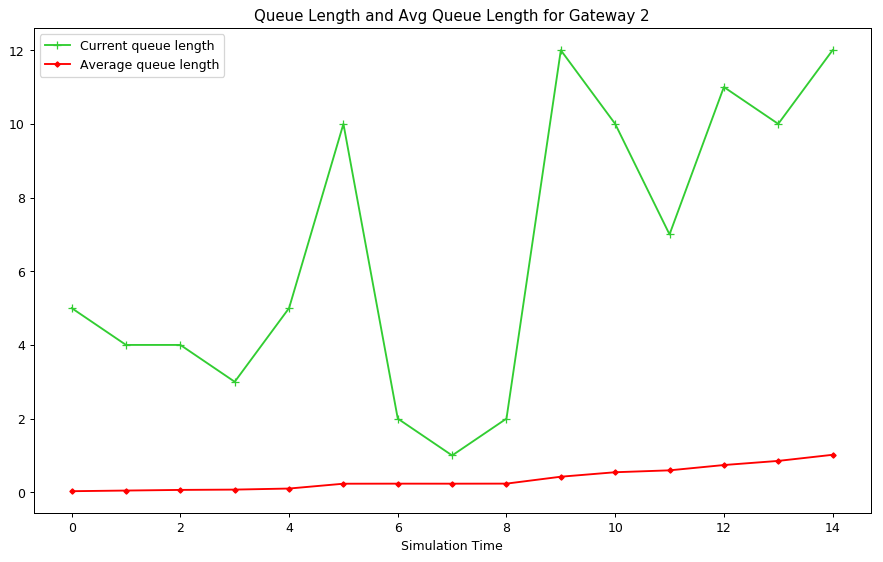 Queue Length and Avg Queue Length for Gateway 2
Current queue length
Average queue length
12
10
8
6
4
2
0
0 2 4 6 8 10 12 14
Simulation Time